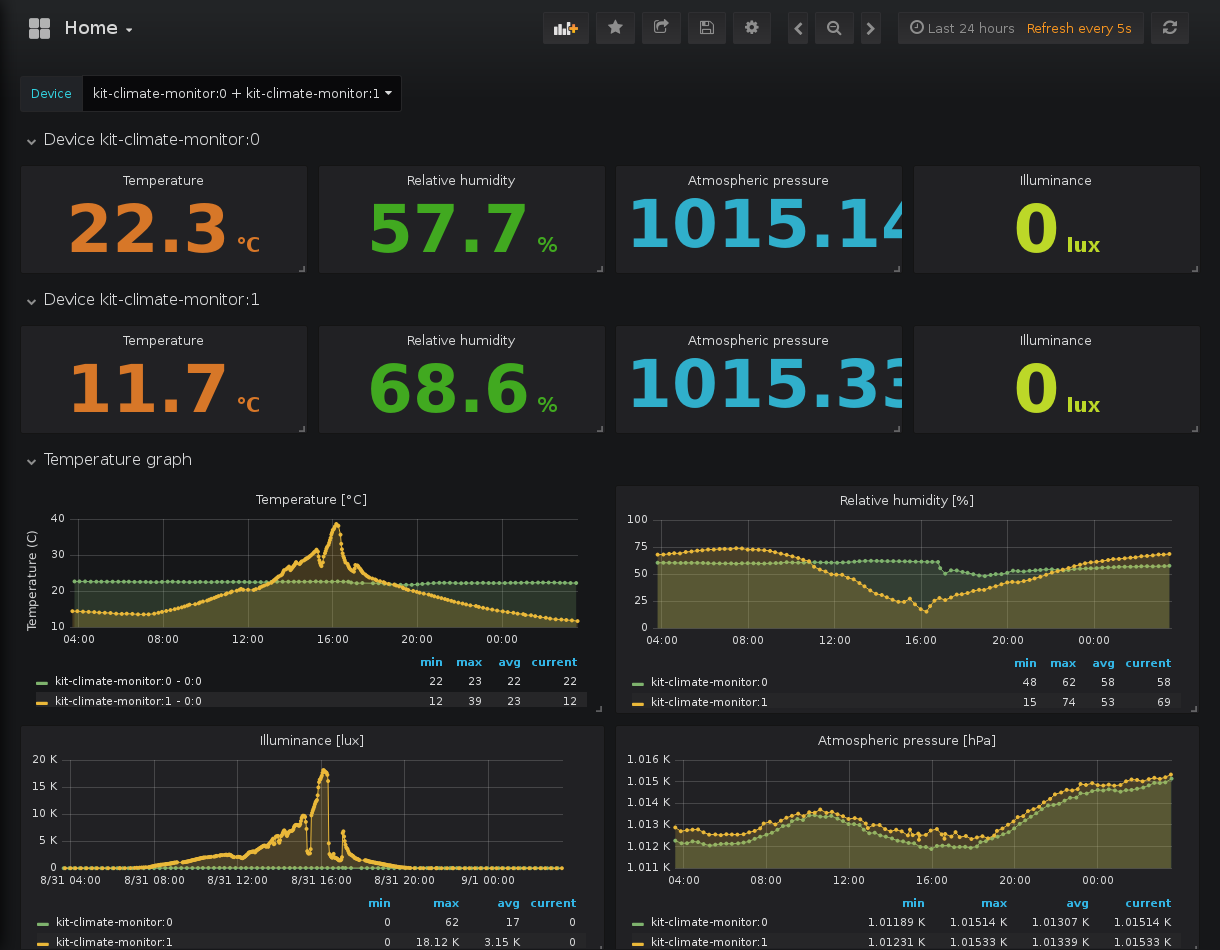 Home
Last 24 hours Refresh every 5s
Device kit-climate-monitor:0 + kit-climate-monitor:1
Device kit-climate-monitor:0
Temperature Relative humidity Atmospheric pressure Illuminance
22.3 °C 57.7 % 1015.14 0 lux
Device kit-climate-monitor:1
Temperature Relative humidity Atmospheric pressure Illuminance
11.7 °C 68.6 % 1015.33 0 lux
Temperature graph
Temperature [°C]
Temperature (C)
40
30
20
10
04:00 08:00 12:00 16:00 20:00 00:00
min max avg current
kit-climate-monitor:0 - 0:0 22 23 22 22
kit-climate-monitor:1 - 0:0 12 39 23 12
Relative humidity [%]
100
75
50
25
0
04:00 08:00 12:00 16:00 20:00 00:00
min max avg current
kit-climate-monitor:0 48 62 58 58
kit-climate-monitor:1 15 74 53 69
Illuminance [lux]
20 K
15 K
10 K
5 K
0
8/31 04:00 8/31 08:00 8/31 12:00 8/31 16:00 8/31 20:00 9/1 00:00
min max avg current
kit-climate-monitor:0 0 62 17 0
kit-climate-monitor:1 0 18.12 K 3.15 K 0
Atmospheric pressure [hPa]
1.016 K
1.015 K
1.014 K
1.013 K
1.012 K
1.011 K
04:00 08:00 12:00 16:00 20:00 00:00
min max avg current
kit-climate-monitor:0 1.01189 K 1.01514 K 1.01307 K 1.01514 K
kit-climate-monitor:1 1.01231 K 1.01533 K 1.01339 K 1.01533 K